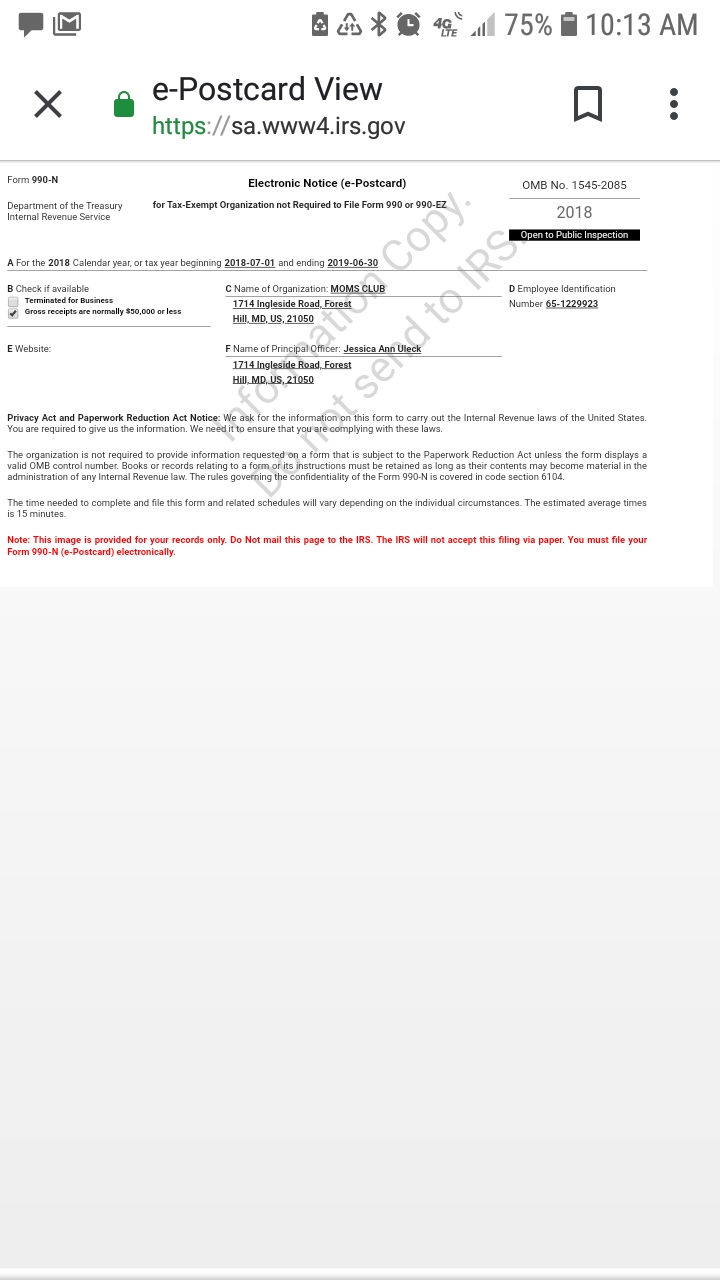 75% 10:13 AM
4G LTE
e-Postcard View
https://sa.www4.irs.gov
Form 990-N
Electronic Notice (e-Postcard)
OMB No. 1545-2085
Department of the Treasury
Internal Revenue Service
for Tax-Exempt Organization not Required to File Form 990 or 990-EZ
2018
Open to Public Inspection
A For the 2018 Calendar year, or tax year beginning 2018-07-01 and ending 2019-06-30
B Check if available
Terminated for Business
Gross receipts are normally $50,000 or less
C Name of Organization: MOMS CLUB
1714 Ingleside Road, Forest
Hill, MD, US, 21050
D Employee Identification
Number 65-1229923
E Website:
F Name of Principal Officer: Jessica Ann Uleck
1714 Ingleside Road, Forest
Hill, MD, US, 21050
Privacy Act and Paperwork Reduction Act Notice: We ask for the information on this form to carry out the Internal Revenue laws of the United States.
You are required to give us the information. We need it to ensure that you are complying with these laws.
The organization is not required to provide information requested on a form that is subject to the Paperwork Reduction Act unless the form displays a
valid OMB control number. Books or records relating to a form or its instructions must be retained as long as their contents may become material in the
administration of any Internal Revenue law. The rules governing the confidentiality of the Form 990-N is covered in code section 6104.
The time needed to complete and file this form and related schedules will vary depending on the individual circumstances. The estimated average times
is 15 minutes.
Note: This image is provided for your records only. Do Not mail this page to the IRS. The IRS will not accept this filing via paper. You must file your
Form 990-N (e-Postcard) electronically.
Information Copy.
Do not send to IRS.